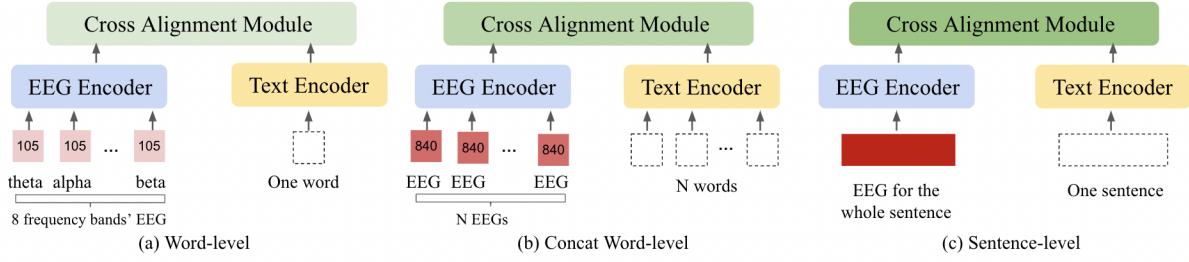 Cross Alignment Module
EEG Encoder
Text Encoder
105 105 ... 105
theta alpha beta
8 frequency bands' EEG
One word
(a) Word-level
Cross Alignment Module
EEG Encoder
Text Encoder
840 840 ... 840
...
EEG EEG EEG
N EEGs
N words
(b) Concat Word-level
Cross Alignment Module
EEG Encoder
Text Encoder
EEG for the
whole sentence
One sentence
(c) Sentence-level